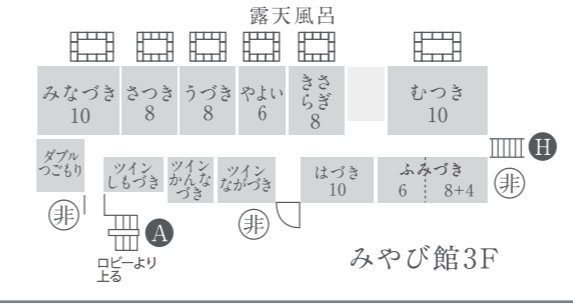 露天風呂
みなづき
10
さつき
8
うづき
8
やよい
6
きさ
らぎ
8
むつき
10
H
ダブル
つごもり
ツイン
しもづき
ツイン
かんな
づき
ツイン
ながづき
はづき
10
ふみづき
6 8+4
非
非
非
A
ロビーより
上る
みやび館3F